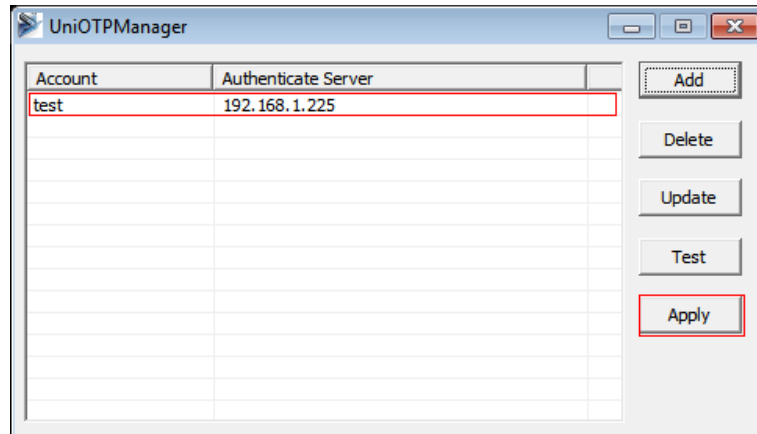 UniOTPManager
Account Authenticate Server
test 192.168.1.225
Add
Delete
Update
Test
Apply